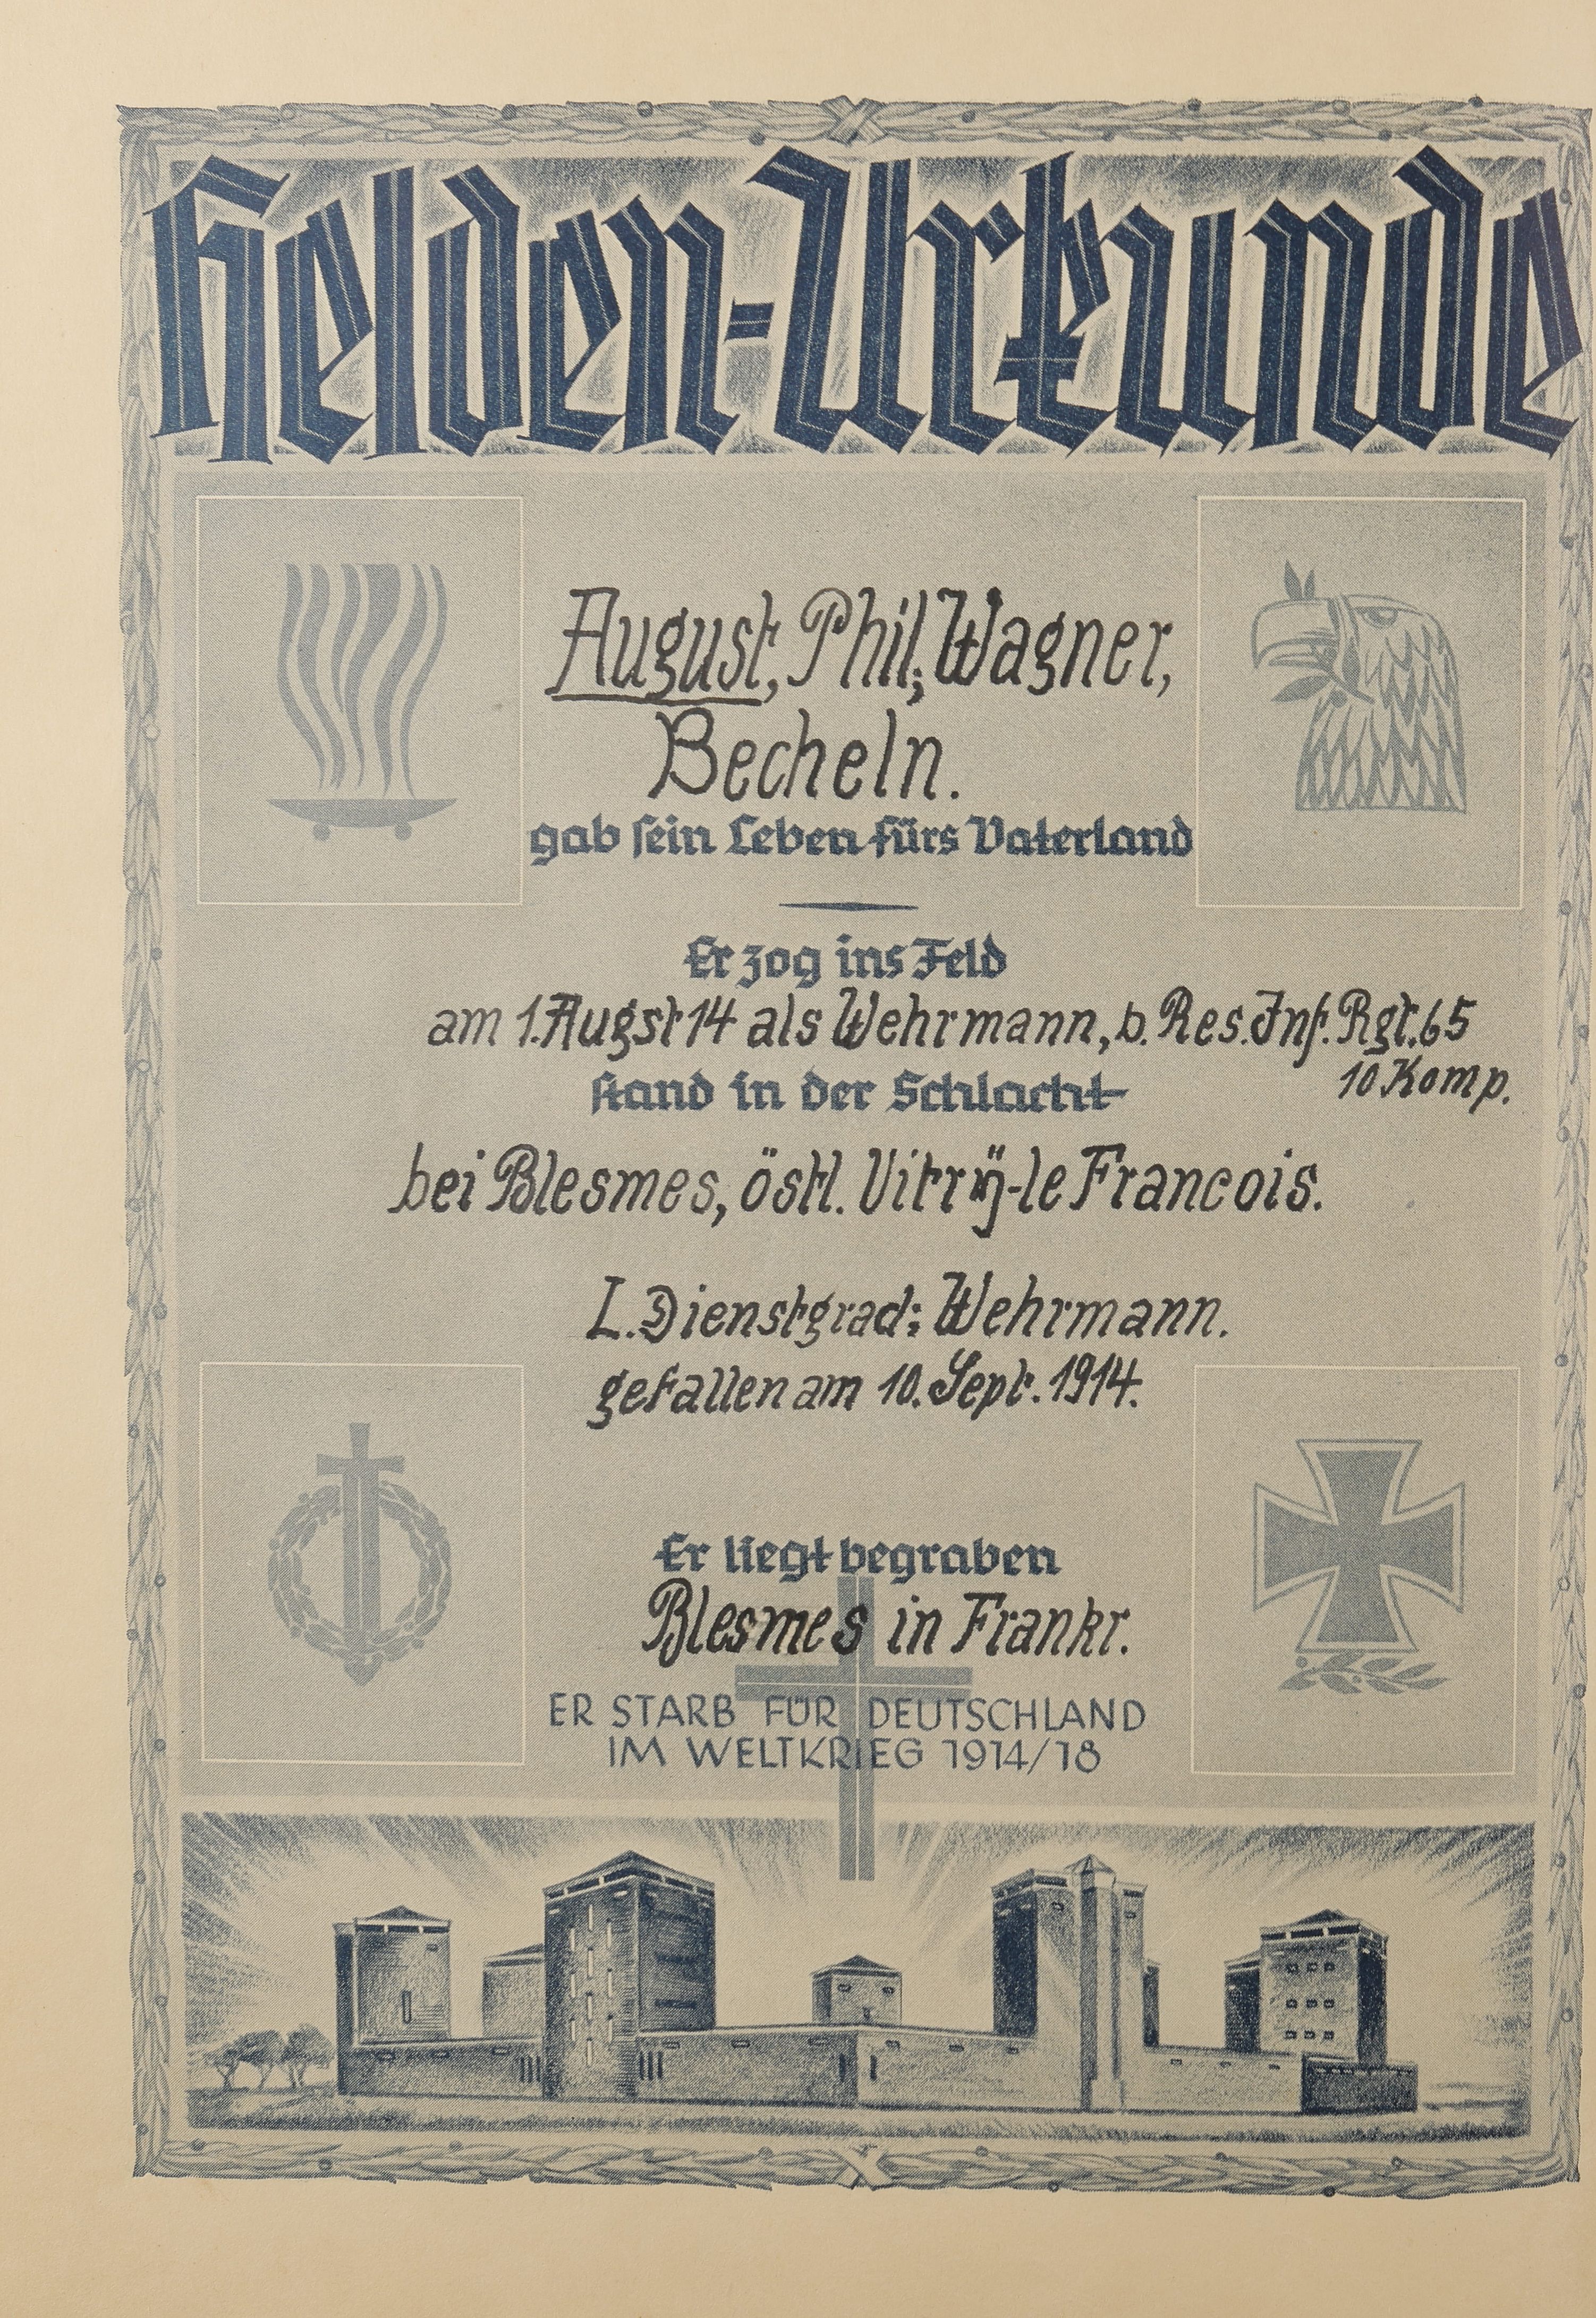 Helden-Urkunde
August, Phil; Wagner,
Becheln.
gab sein Leben fürs Vaterland
Er zog ins Feld
am 1. Augst 14 als Wehrmann, b. Res. Inf. Rgt. 65
10 Komp.
stand in der Schlacht
bei Blesmes, östl. Vitrÿ-le Francois.
L. Dienstgrad; Wehrmann.
gefallen am 10. Sept. 1914.
Er liegt begraben
Blesmes in Frankr.
ER STARB FÜR DEUTSCHLAND
IM WELTKRIEG 1914/18